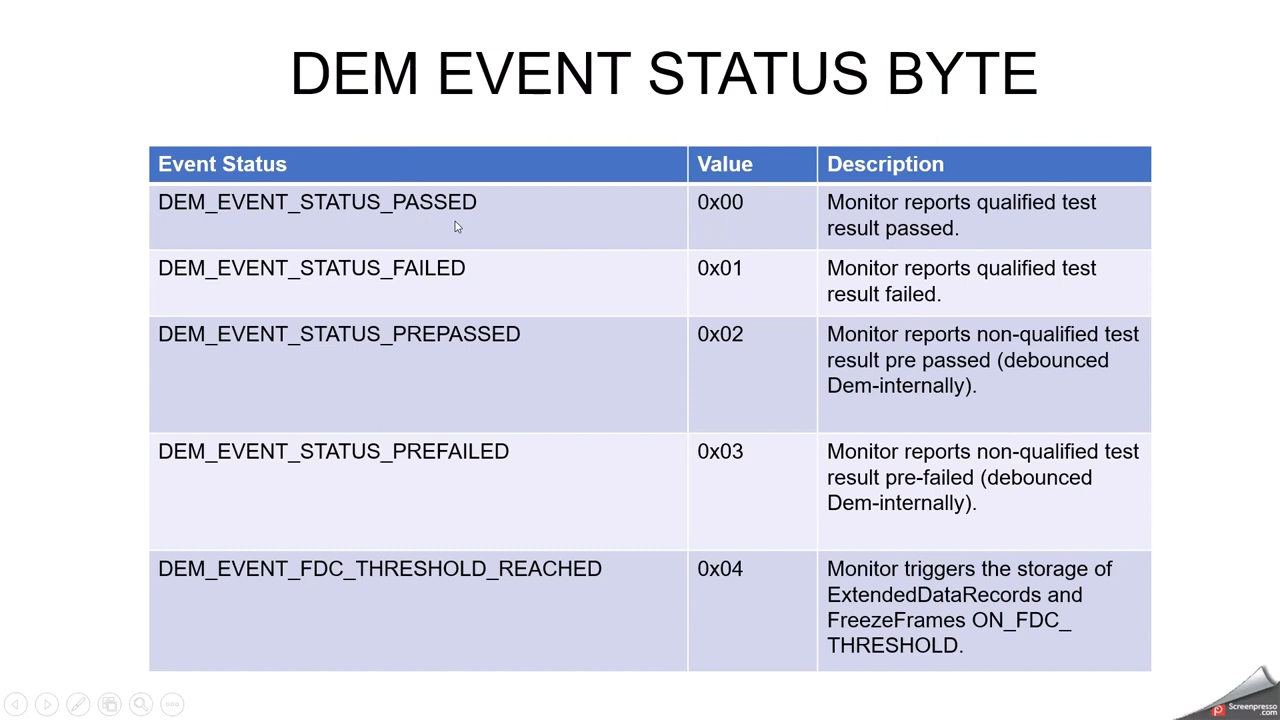 DEM EVENT STATUS BYTE
Event Status Value Description
DEM_EVENT_STATUS_PASSED 0x00 Monitor reports qualified test
result passed.
DEM_EVENT_STATUS_FAILED 0x01 Monitor reports qualified test
result failed.
DEM_EVENT_STATUS_PREPASSED 0x02 Monitor reports non-qualified test
result pre passed (debounced
Dem-internally).
DEM_EVENT_STATUS_PREFAILED 0x03 Monitor reports non-qualified test
result pre-failed (debounced
Dem-internally).
DEM_EVENT_FDC_THRESHOLD_REACHED 0x04 Monitor triggers the storage of
ExtendedDataRecords and
FreezeFrames ON_FDC_
THRESHOLD.
Screenpresso
.com